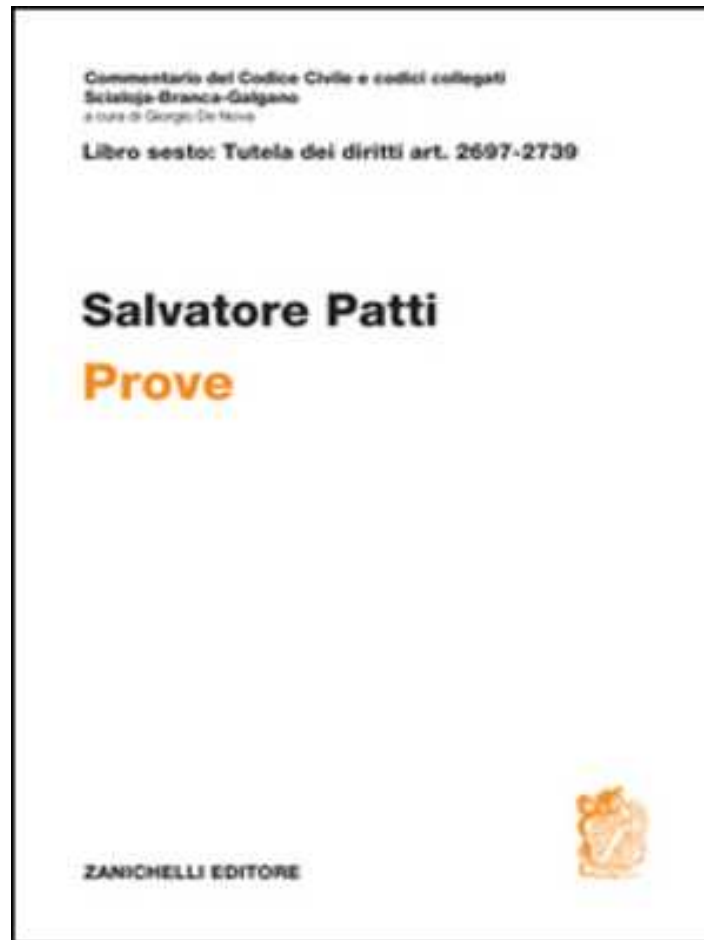 Commentario del Codice Civile e codici collegati
Scialoja-Branca-Galgano
a cura di Giorgio De Nova
Libro sesto: Tutela dei diritti art. 2697-2739
Salvatore Patti
Prove
ZANICHELLI EDITORE